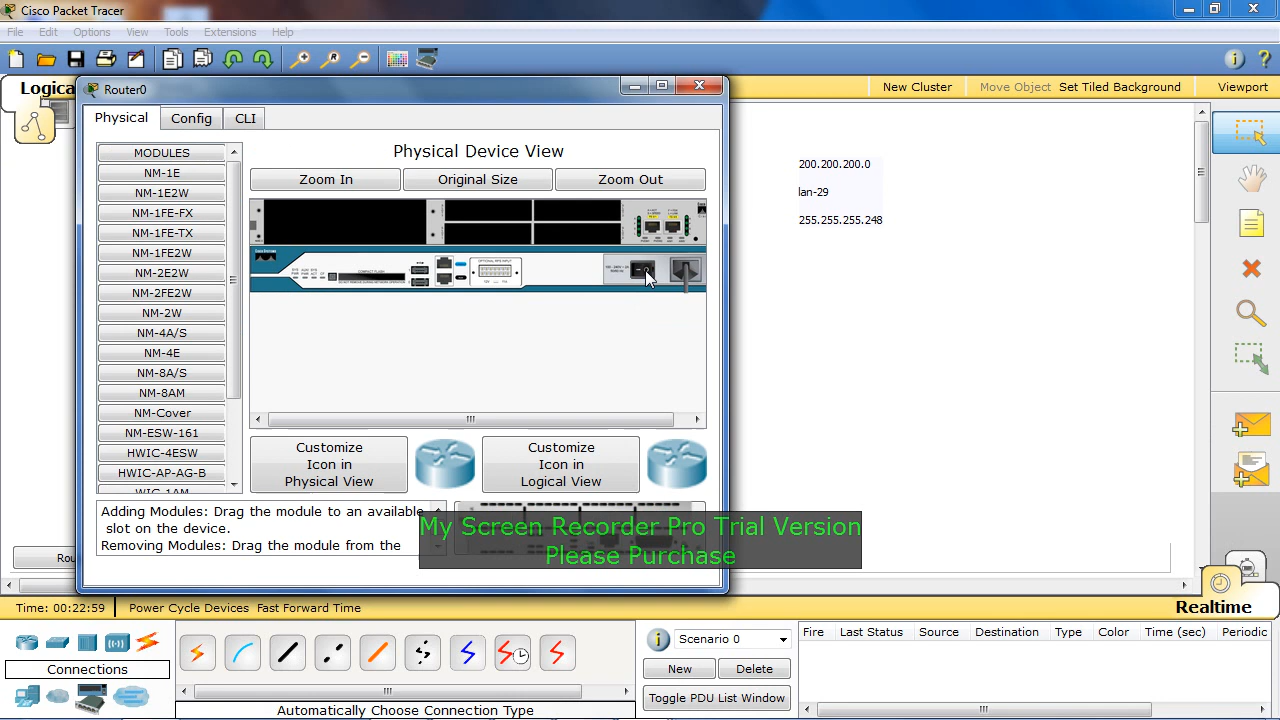 Cisco Packet Tracer
File Edit Options View Tools Extensions Help
Logica
New Cluster Move Object Set Tiled Background Viewport
Router0
Physical Config CLI
MODULES
NM-1E
NM-1E2W
NM-1FE-FX
NM-1FE-TX
NM-1FE2W
NM-2E2W
NM-2FE2W
NM-2W
NM-4A/S
NM-4E
NM-8A/S
NM-8AM
NM-Cover
NM-ESW-161
HWIC-4ESW
HWIC-AP-AG-B
WIC-1AM
Physical Device View
Zoom In Original Size Zoom Out
Customize
Icon in
Physical View
Customize
Icon in
Logical View
Adding Modules: Drag the module to an available
slot on the device.
Removing Modules: Drag the module from the
200.200.200.0
lan-29
255.255.255.248
My Screen Recorder Pro Trial Version
Please Purchase
Rou
Time: 00:22:59 Power Cycle Devices Fast Forward Time
Realtime
Connections
Automatically Choose Connection Type
Scenario 0
New Delete
Toggle PDU List Window
Fire Last Status Source Destination Type Color Time (sec) Periodic